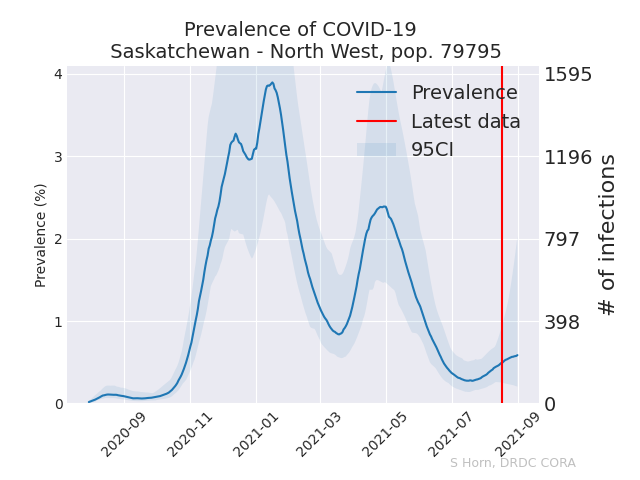 Prevalence of COVID-19
Saskatchewan - North West, pop. 79795
Prevalence (%)
4
3
2
1
0
Prevalence
Latest data
95CI
1595
1196
797
398
0
# of infections
2020-09
2020-11
2021-01
2021-03
2021-05
2021-07
2021-09
S Horn, DRDC CORA